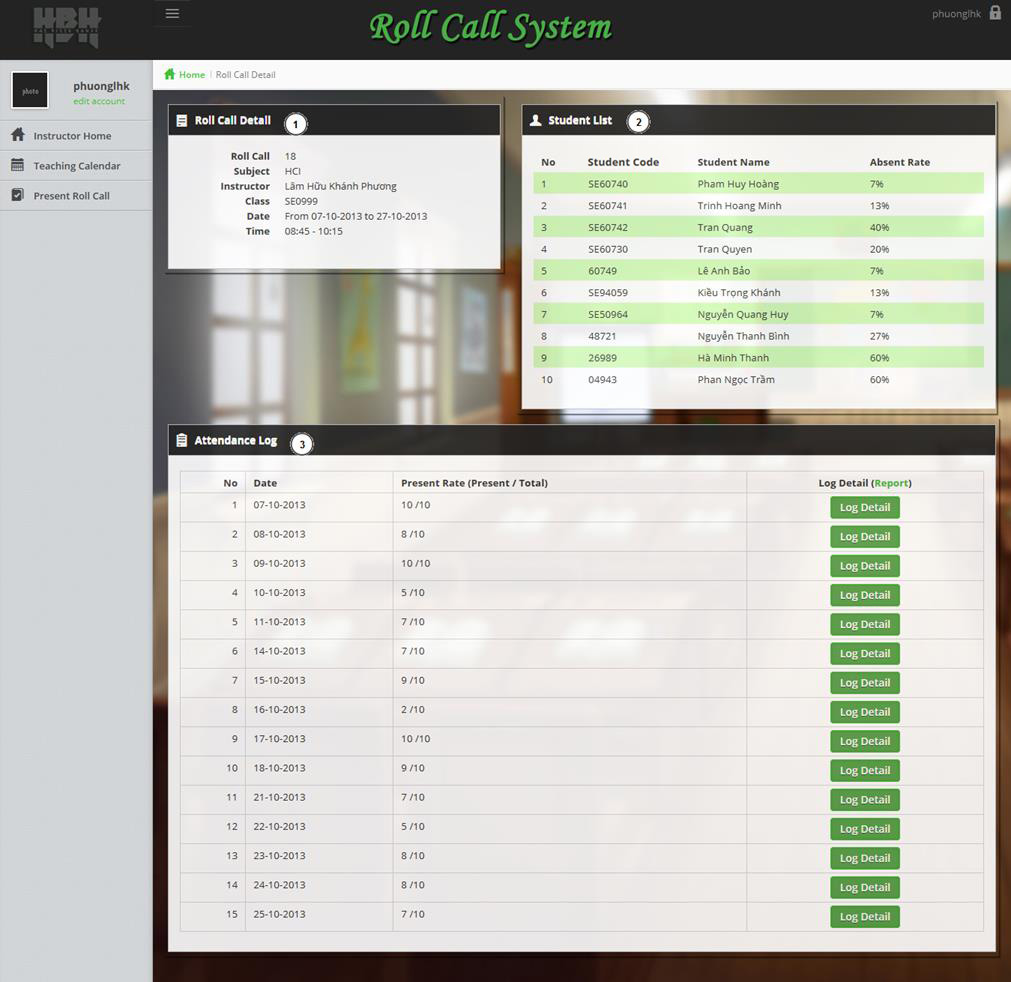 HBH
Roll Call System
phuonglhk
photo
phuonglhk
edit account
Instructor Home
Teaching Calendar
Present Roll Call
Home | Roll Call Detail
Roll Call Detail 1
Roll Call 18
Subject HCI
Instructor Lâm Hữu Khánh Phương
Class SE0999
Date From 07-10-2013 to 27-10-2013
Time 08:45 - 10:15
Student List 2
No Student Code Student Name Absent Rate
1 SE60740 Pham Huy Hoàng 7%
2 SE60741 Trinh Hoang Minh 13%
3 SE60742 Tran Quang 40%
4 SE60730 Tran Quyen 20%
5 60749 Lê Anh Bảo 7%
6 SE94059 Kiều Trọng Khánh 13%
7 SE50964 Nguyễn Quang Huy 7%
8 48721 Nguyễn Thanh Bình 27%
9 26989 Hà Minh Thanh 60%
10 04943 Phan Ngọc Trầm 60%
Attendance Log 3
No Date Present Rate (Present / Total) Log Detail (Report)
1 07-10-2013 10 /10 Log Detail
2 08-10-2013 8 /10 Log Detail
3 09-10-2013 10 /10 Log Detail
4 10-10-2013 5 /10 Log Detail
5 11-10-2013 7 /10 Log Detail
6 14-10-2013 7 /10 Log Detail
7 15-10-2013 9 /10 Log Detail
8 16-10-2013 2 /10 Log Detail
9 17-10-2013 10 /10 Log Detail
10 18-10-2013 9 /10 Log Detail
11 21-10-2013 7 /10 Log Detail
12 22-10-2013 5 /10 Log Detail
13 23-10-2013 8 /10 Log Detail
14 24-10-2013 8 /10 Log Detail
15 25-10-2013 7 /10 Log Detail